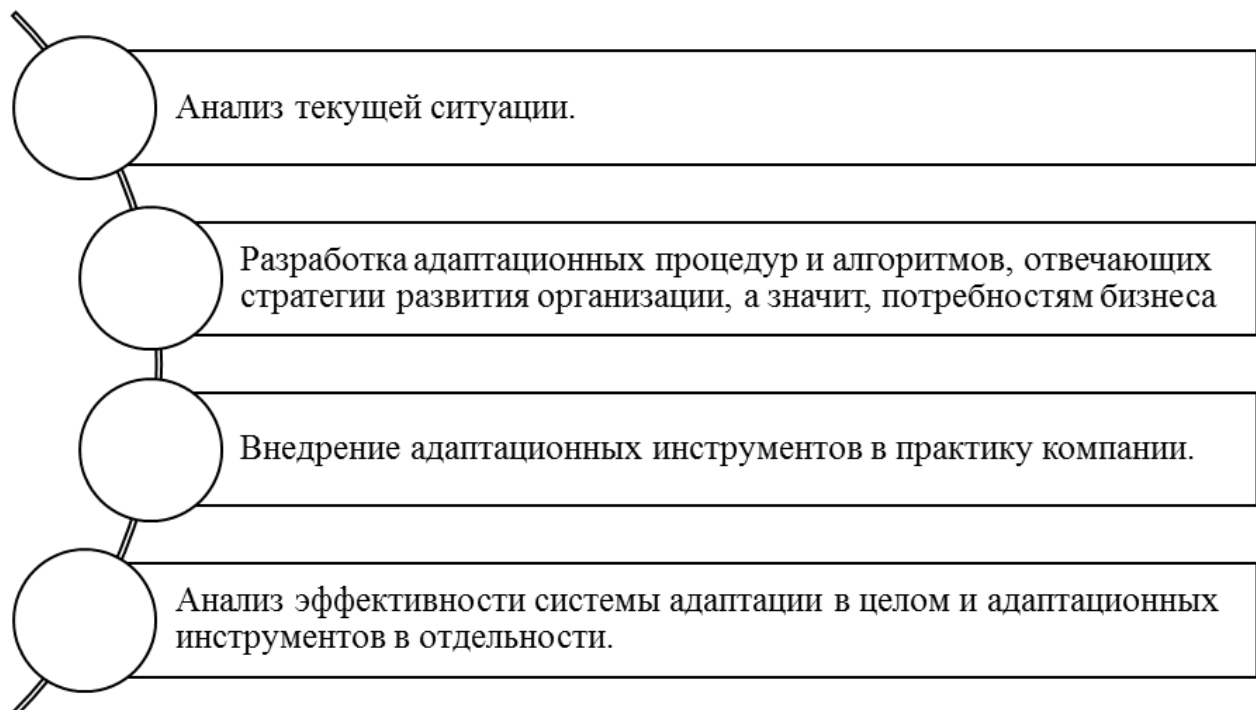 Анализ текущей ситуации.
Разработка адаптационных процедур и алгоритмов, отвечающих
стратегии развития организации, а значит, потребностям бизнеса
Внедрение адаптационных инструментов в практику компании.
Анализ эффективности системы адаптации в целом и адаптационных
инструментов в отдельности.